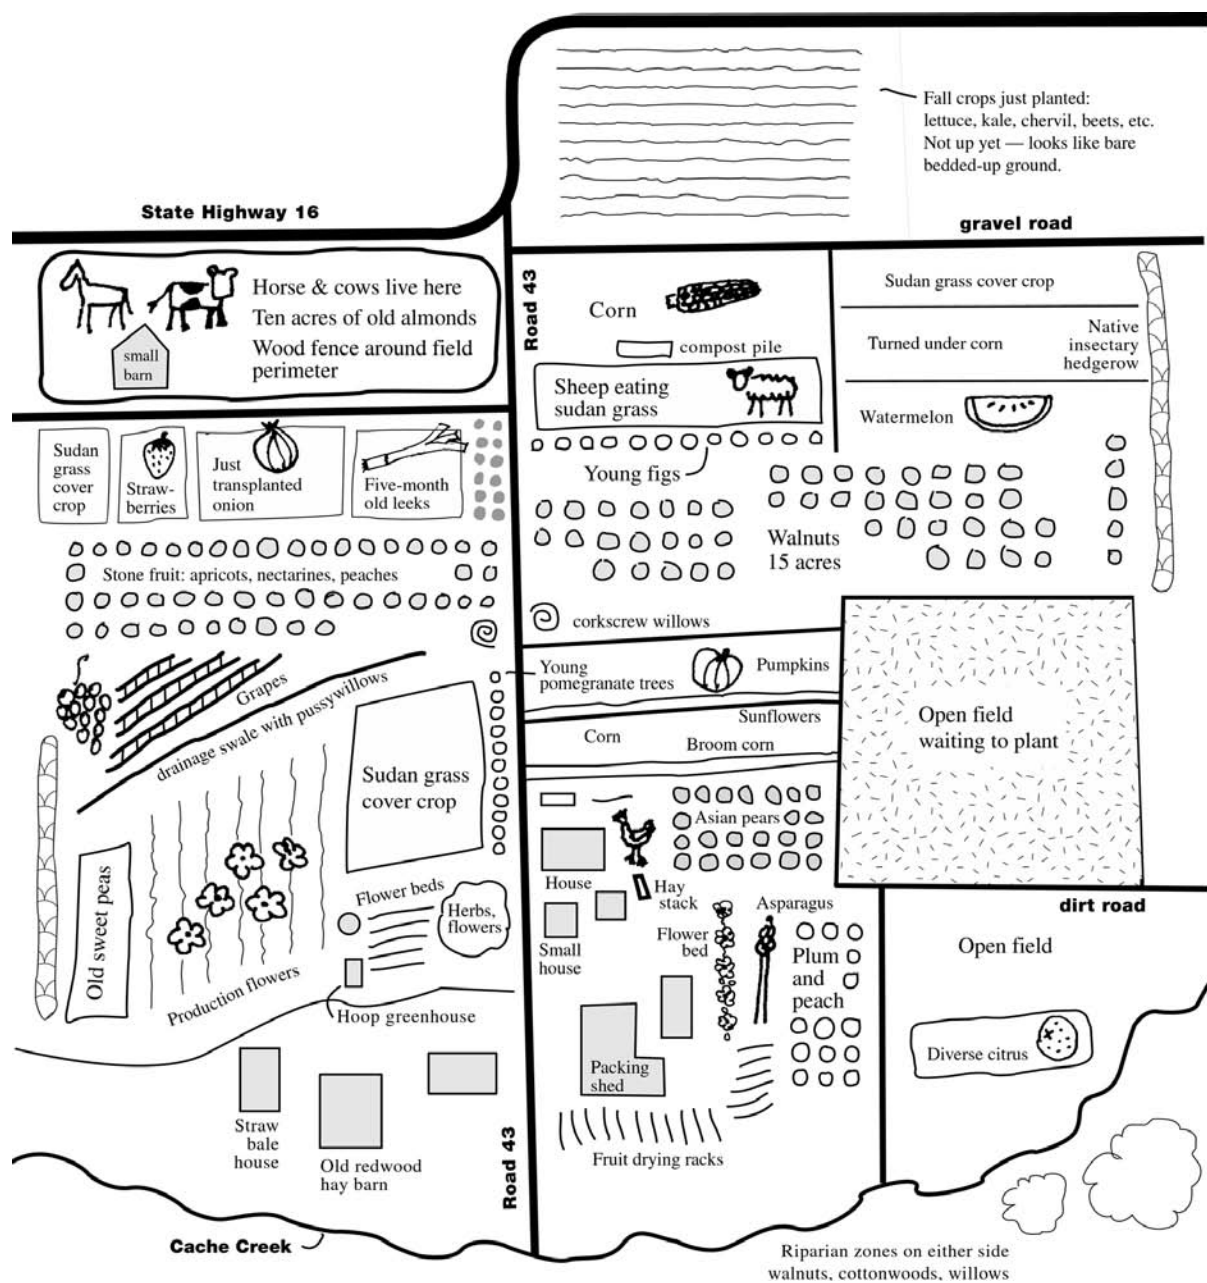 Fall crops just planted:
lettuce, kale, chervil, beets, etc.
Not up yet — looks like bare
bedded-up ground.
State Highway 16
gravel road
Horse & cows live here
Ten acres of old almonds
Wood fence around field
perimeter
small
barn
Road 43
Corn
compost pile
Sheep eating
sudan grass
Sudan grass cover crop
Turned under corn
Native
insectary
hedgerow
Watermelon
Sudan
grass
cover
crop
Straw-
berries
Just
transplanted
onion
Five-month
old leeks
Young figs
Walnuts
15 acres
Stone fruit: apricots, nectarines, peaches
corkscrew willows
Grapes
drainage swale with pussywillows
Young
pomegranate trees
Pumpkins
Sunflowers
Corn
Broom corn
Open field
waiting to plant
Sudan grass
cover crop
Asian pears
House
Hay
stack
Small
house
Flower
bed
Asparagus
Plum
and
peach
dirt road
Open field
Diverse citrus
Old sweet peas
Flower beds
Herbs,
flowers
Production flowers
Hoop greenhouse
Packing
shed
Fruit drying racks
Straw
bale
house
Old redwood
hay barn
Road 43
Cache Creek
Riparian zones on either side
walnuts, cottonwoods, willows